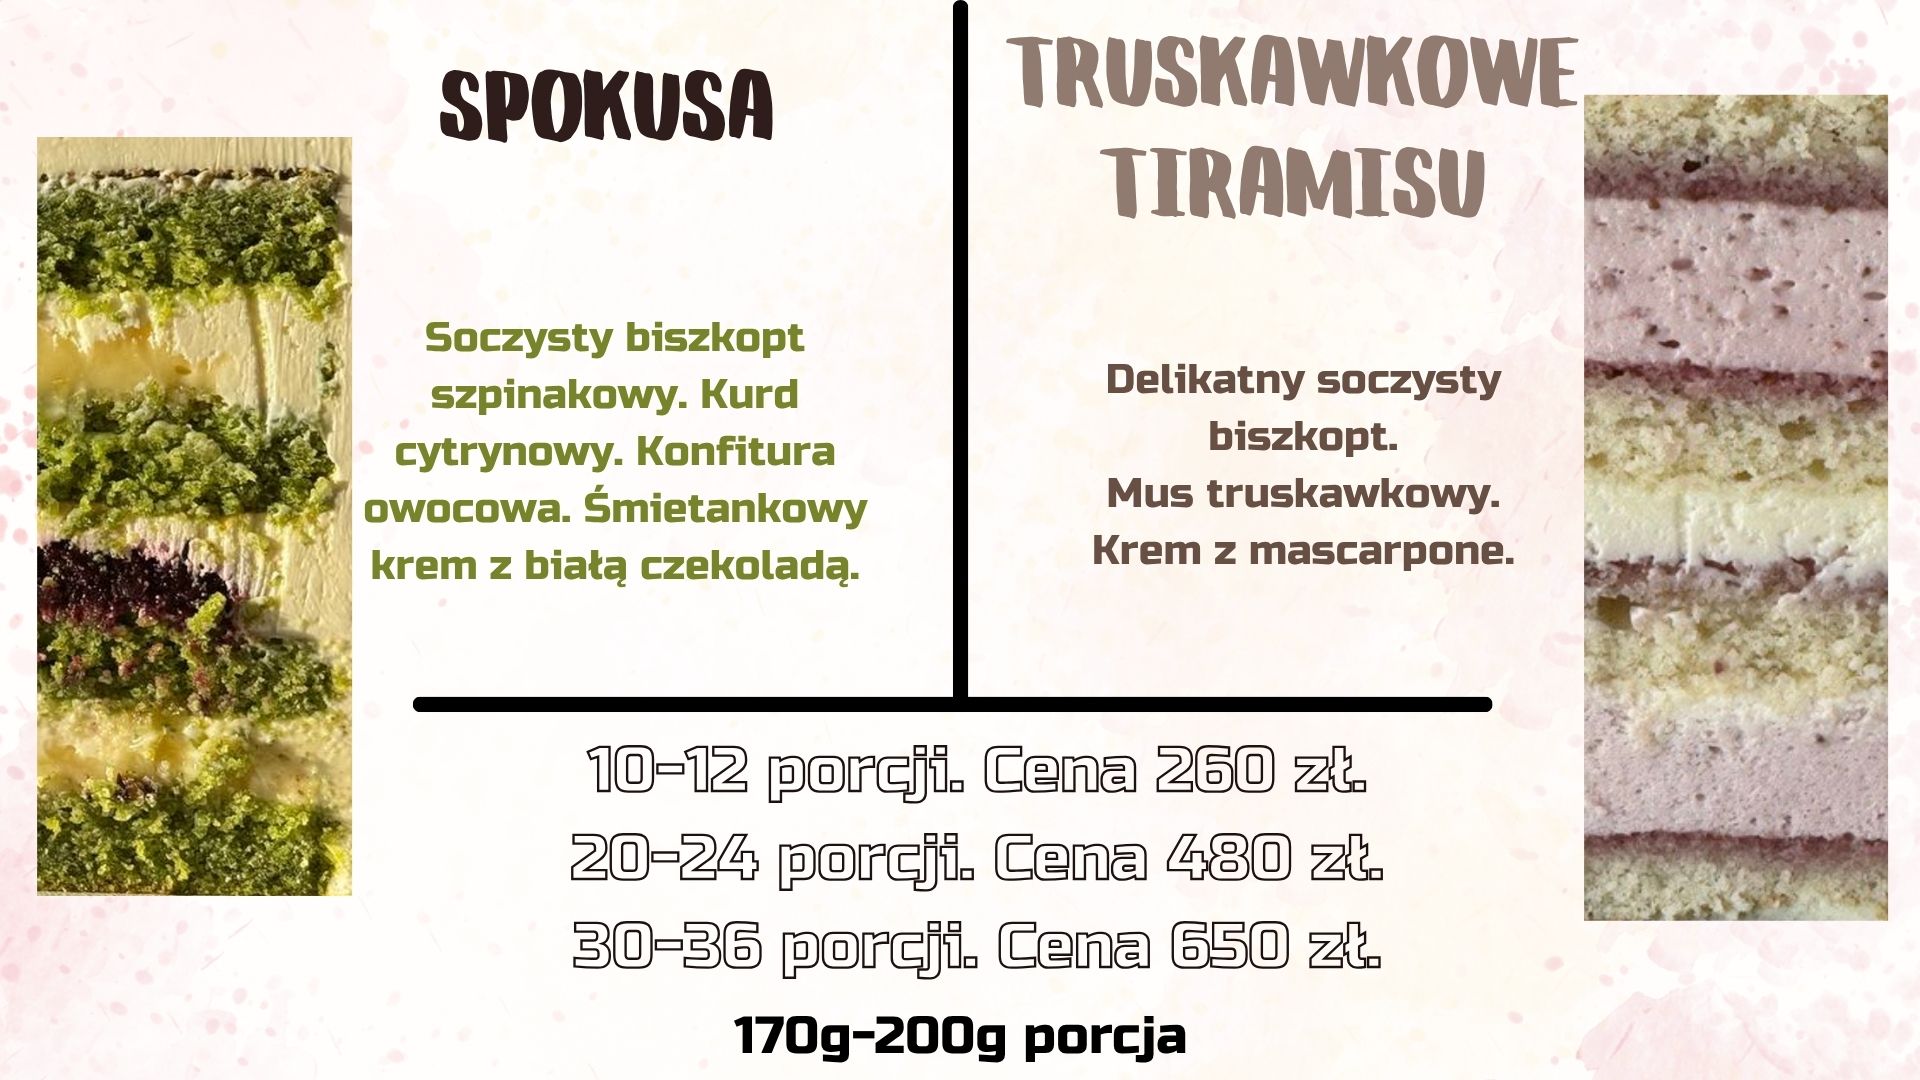 SPOKUSA
Soczysty biszkopt
szpinakowy. Kurd
cytrynowy. Konfitura
owocowa. Śmietankowy
krem z białą czekoladą.
TRUSKAWKOWE
TIRAMISU
Delikatny soczysty
biszkopt.
Mus truskawkowy.
Krem z mascarpone.
10-12 porcji. Cena 260 zł.
20-24 porcji. Cena 480 zł.
30-36 porcji. Cena 650 zł.
170g-200g porcja